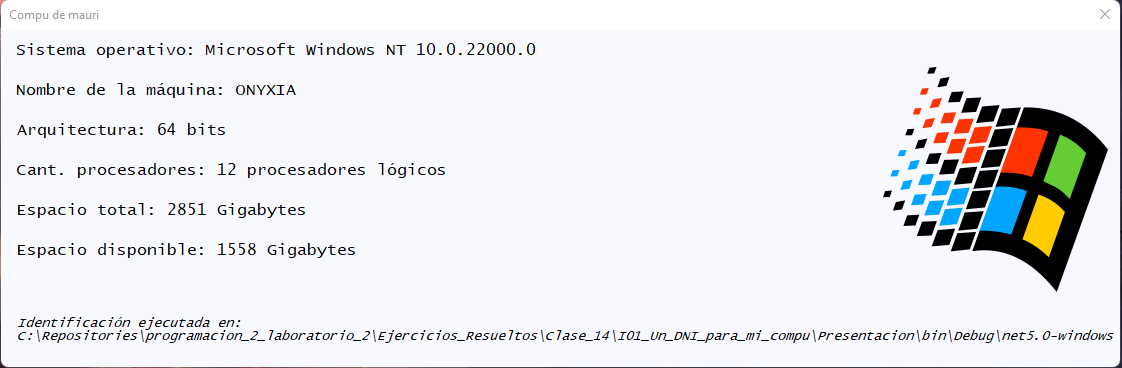 Compu de mauri
Sistema operativo: Microsoft Windows NT 10.0.22000.0
Nombre de la máquina: ONYXIA
Arquitectura: 64 bits
Cant. procesadores: 12 procesadores lógicos
Espacio total: 2851 Gigabytes
Espacio disponible: 1558 Gigabytes
Identificación ejecutada en:
C:\Repositories\programacion_2_laboratorio_2\Ejercicios_Resueltos\Clase_14\I01_Un_DNI_para_mi_compu\Presentacion\bin\Debug\net5.0-windows